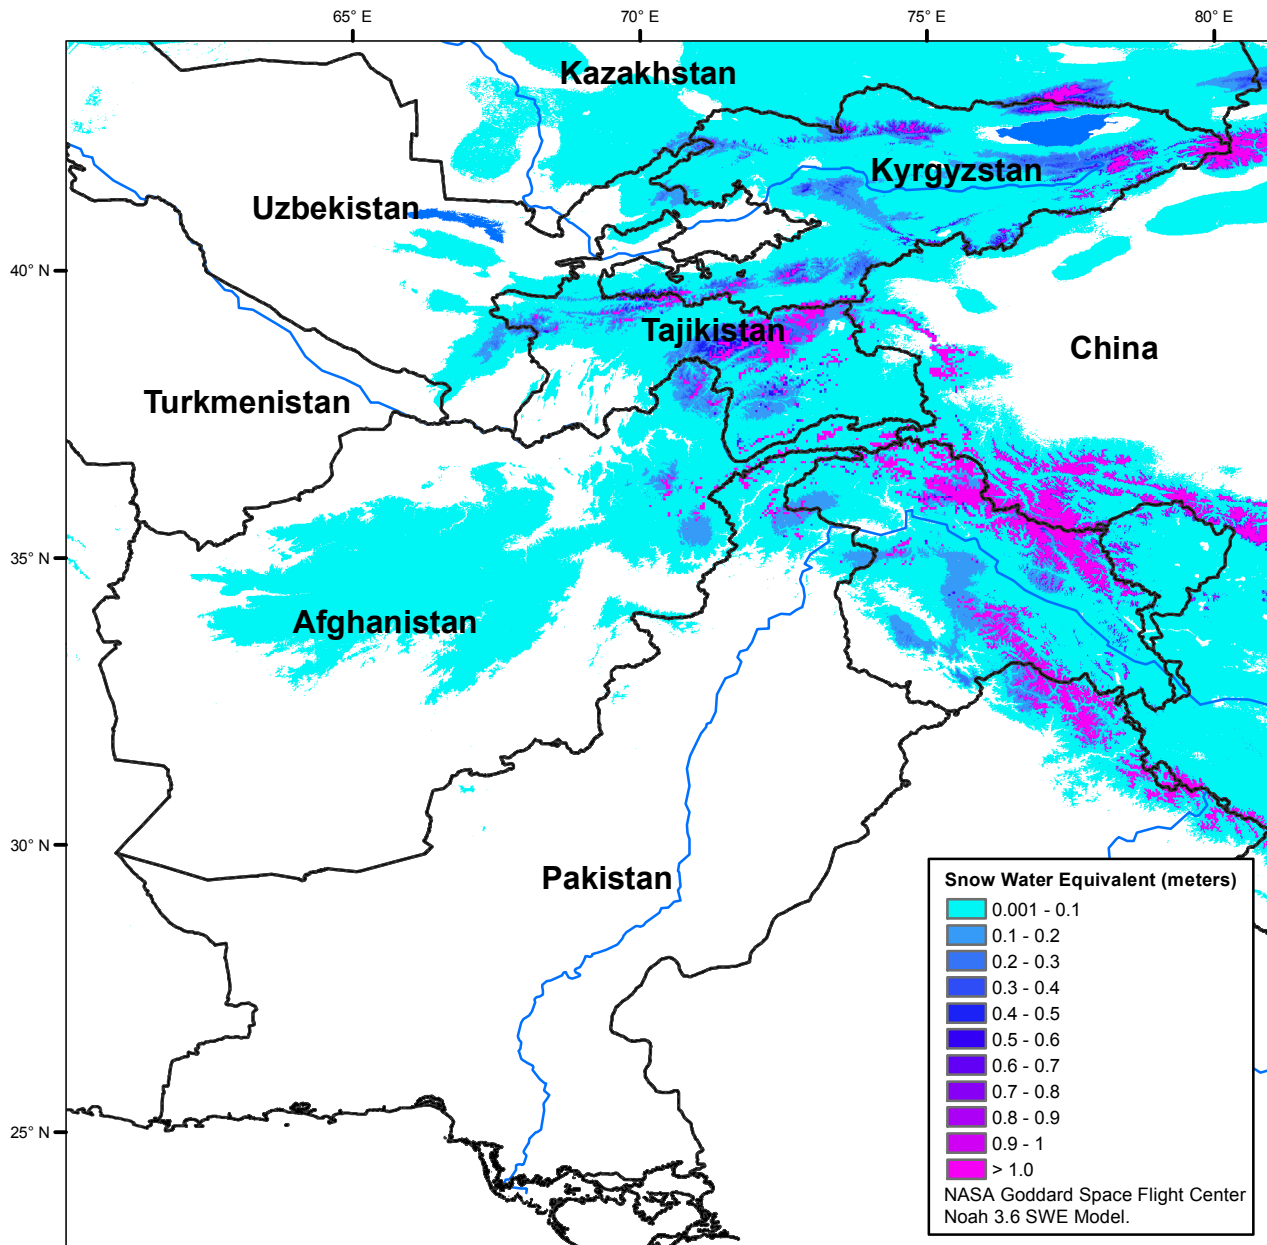 65° E 70° E 75° E 80° E
Kazakhstan
Kyrgyzstan
Uzbekistan
40° N
Tajikistan
China
Turkmenistan
35° N
Afghanistan
30° N
Pakistan
25° N
Snow Water Equivalent (meters)
0.001 - 0.1
0.1 - 0.2
0.2 - 0.3
0.3 - 0.4
0.4 - 0.5
0.5 - 0.6
0.6 - 0.7
0.7 - 0.8
0.8 - 0.9
0.9 - 1
> 1.0
NASA Goddard Space Flight Center
Noah 3.6 SWE Model.